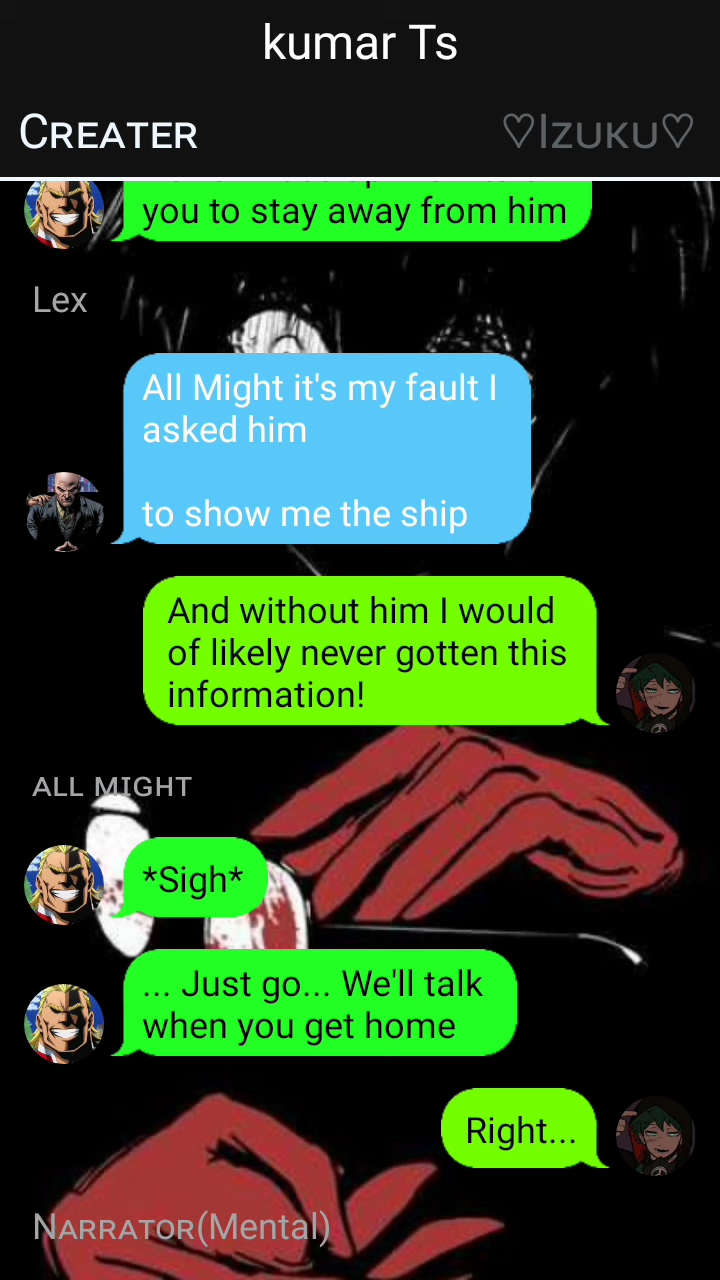 kumar Ts
Creater
♡Izuku♡
you to stay away from him
Lex
All Might it's my fault I
asked him
to show me the ship
And without him I would
of likely never gotten this
information!
ALL MIGHT
*Sigh*
... Just go... We'll talk
when you get home
Right...
Narrator(Mental)